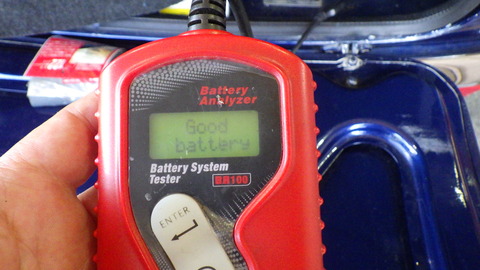 Battery
Analyzer
Good
battery
Battery System
Tester
BA100
ENTER